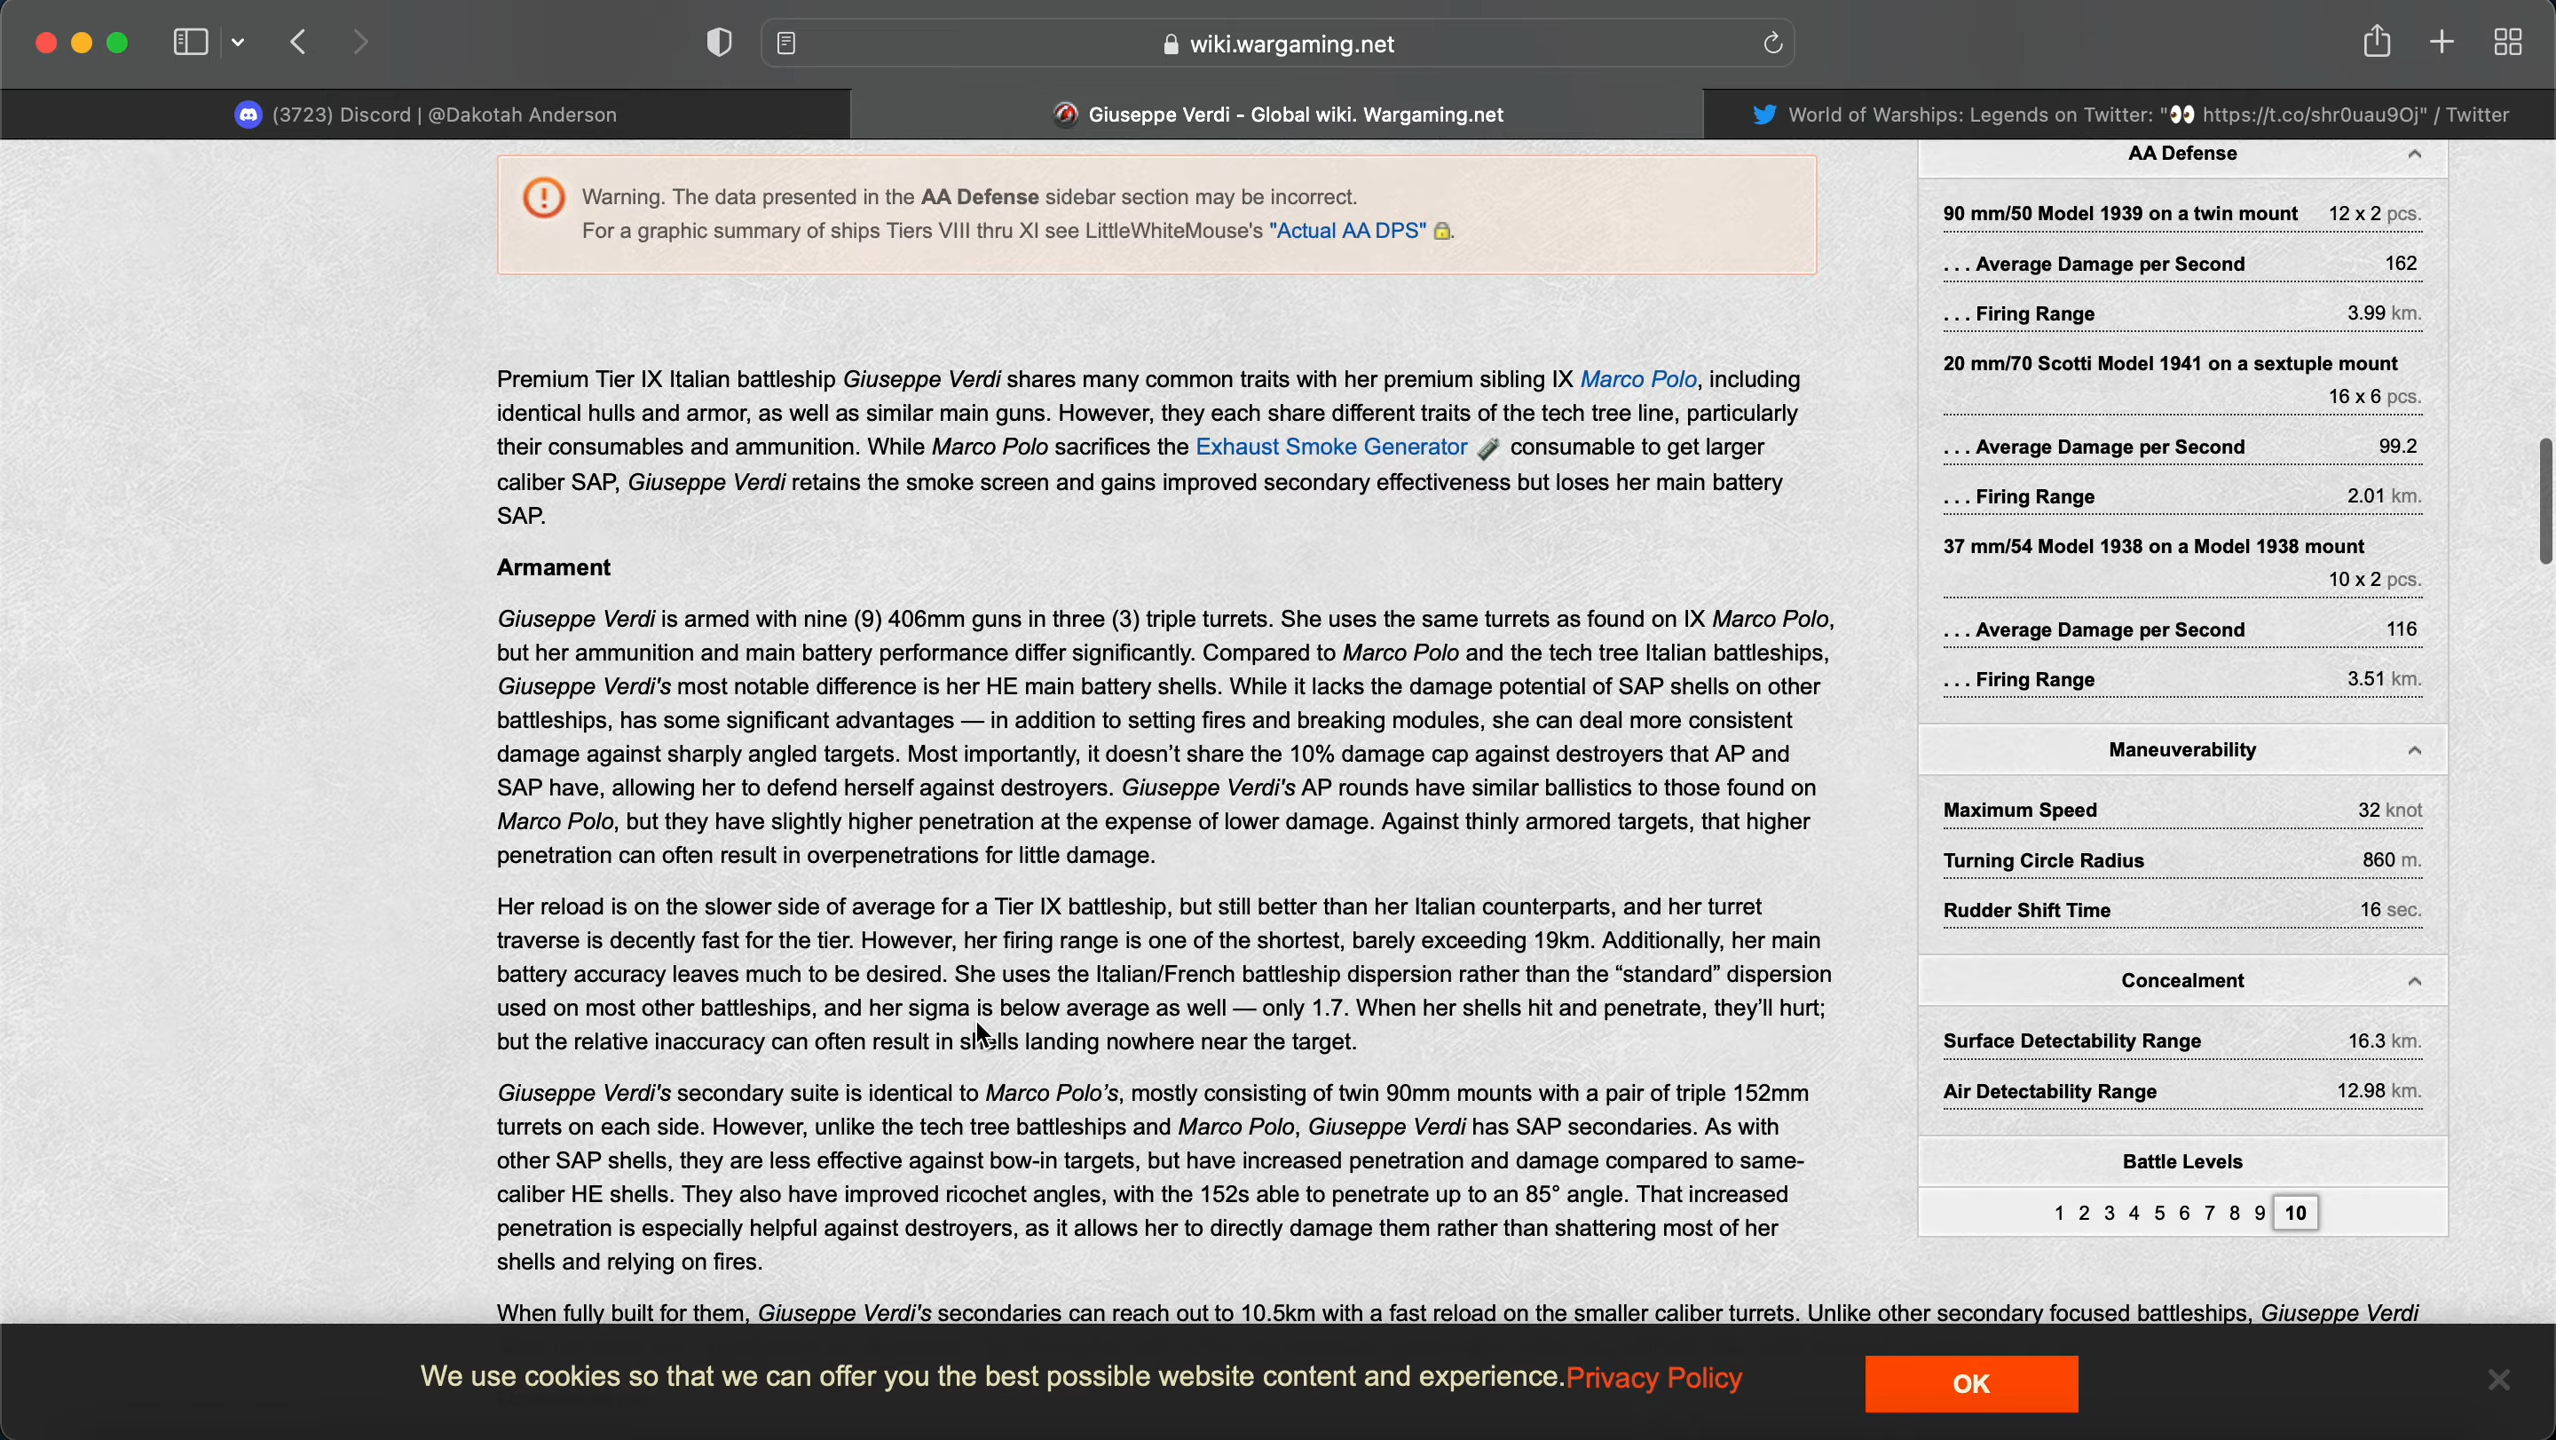 wiki.wargaming.net
(3723) Discord | @Dakotah Anderson
Giuseppe Verdi - Global wiki. Wargaming.net
World of Warships: Legends on Twitter: "👀 https://t.co/shr0uau9Oj" / Twitter
Warning. The data presented in the AA Defense sidebar section may be incorrect.
For a graphic summary of ships Tiers VIII thru XI see LittleWhiteMouse's "Actual AA DPS" .
Premium Tier IX Italian battleship Giuseppe Verdi shares many common traits with her premium sibling IX Marco Polo, including
identical hulls and armor, as well as similar main guns. However, they each share different traits of the tech tree line, particularly
their consumables and ammunition. While Marco Polo sacrifices the Exhaust Smoke Generator consumable to get larger
caliber SAP, Giuseppe Verdi retains the smoke screen and gains improved secondary effectiveness but loses her main battery
SAP.
Armament
Giuseppe Verdi is armed with nine (9) 406mm guns in three (3) triple turrets. She uses the same turrets as found on IX Marco Polo,
but her ammunition and main battery performance differ significantly. Compared to Marco Polo and the tech tree Italian battleships,
Giuseppe Verdi's most notable difference is her HE main battery shells. While it lacks the damage potential of SAP shells on other
battleships, has some significant advantages — in addition to setting fires and breaking modules, she can deal more consistent
damage against sharply angled targets. Most importantly, it doesn't share the 10% damage cap against destroyers that AP and
SAP have, allowing her to defend herself against destroyers. Giuseppe Verdi's AP rounds have similar ballistics to those found on
Marco Polo, but they have slightly higher penetration at the expense of lower damage. Against thinly armored targets, that higher
penetration can often result in overpenetrations for little damage.
Her reload is on the slower side of average for a Tier IX battleship, but still better than her Italian counterparts, and her turret
traverse is decently fast for the tier. However, her firing range is one of the shortest, barely exceeding 19km. Additionally, her main
battery accuracy leaves much to be desired. She uses the Italian/French battleship dispersion rather than the “standard” dispersion
used on most other battleships, and her sigma is below average as well — only 1.7. When her shells hit and penetrate, they’ll hurt;
but the relative inaccuracy can often result in shells landing nowhere near the target.
Giuseppe Verdi's secondary suite is identical to Marco Polo’s, mostly consisting of twin 90mm mounts with a pair of triple 152mm
turrets on each side. However, unlike the tech tree battleships and Marco Polo, Giuseppe Verdi has SAP secondaries. As with
other SAP shells, they are less effective against bow-in targets, but have increased penetration and damage compared to same-
caliber HE shells. They also have improved ricochet angles, with the 152s able to penetrate up to an 85° angle. That increased
penetration is especially helpful against destroyers, as it allows her to directly damage them rather than shattering most of her
shells and relying on fires.
When fully built for them, Giuseppe Verdi's secondaries can reach out to 10.5km with a fast reload on the smaller caliber turrets. Unlike other secondary focused battleships, Giuseppe Verdi
AA Defense
90 mm/50 Model 1939 on a twin mount 12 x 2 pcs.
. . . Average Damage per Second 162
. . . Firing Range 3.99 km.
20 mm/70 Scotti Model 1941 on a sextuple mount
16 x 6 pcs.
. . . Average Damage per Second 99.2
. . . Firing Range 2.01 km.
37 mm/54 Model 1938 on a Model 1938 mount
10 x 2 pcs.
. . . Average Damage per Second 116
. . . Firing Range 3.51 km.
Maneuverability
Maximum Speed 32 knot
Turning Circle Radius 860 m.
Rudder Shift Time 16 sec.
Concealment
Surface Detectability Range 16.3 km.
Air Detectability Range 12.98 km.
Battle Levels
1 2 3 4 5 6 7 8 9 10
We use cookies so that we can offer you the best possible website content and experience.Privacy Policy
OK